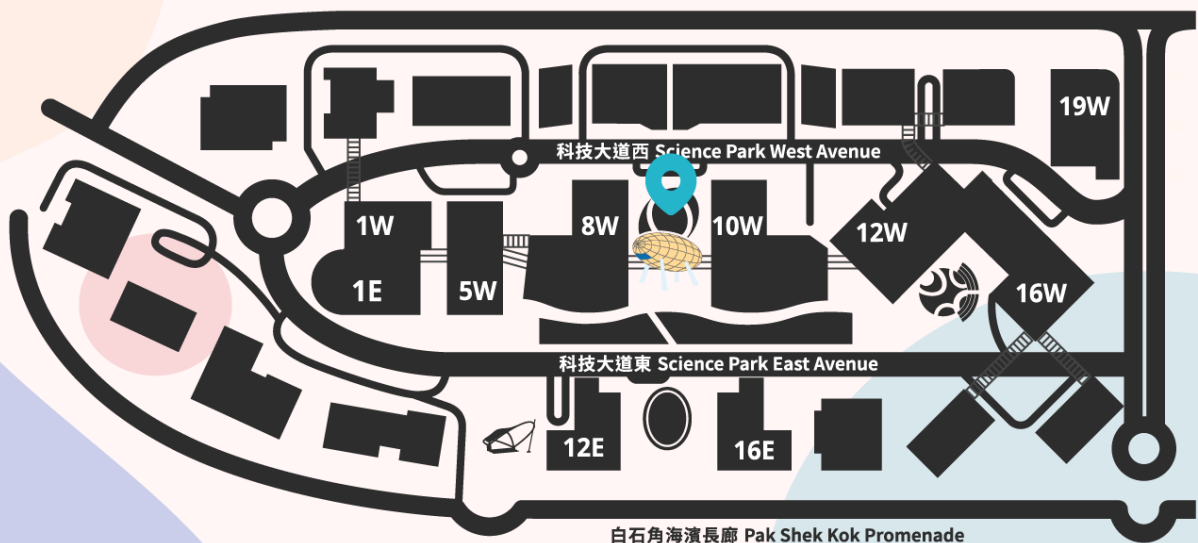 19W
科技大道西 Science Park West Avenue
1W
8W
10W
12W
1E
5W
16W
科技大道東 Science Park East Avenue
12E
16E
白石角海濱長廊 Pak Shek Kok Promenade